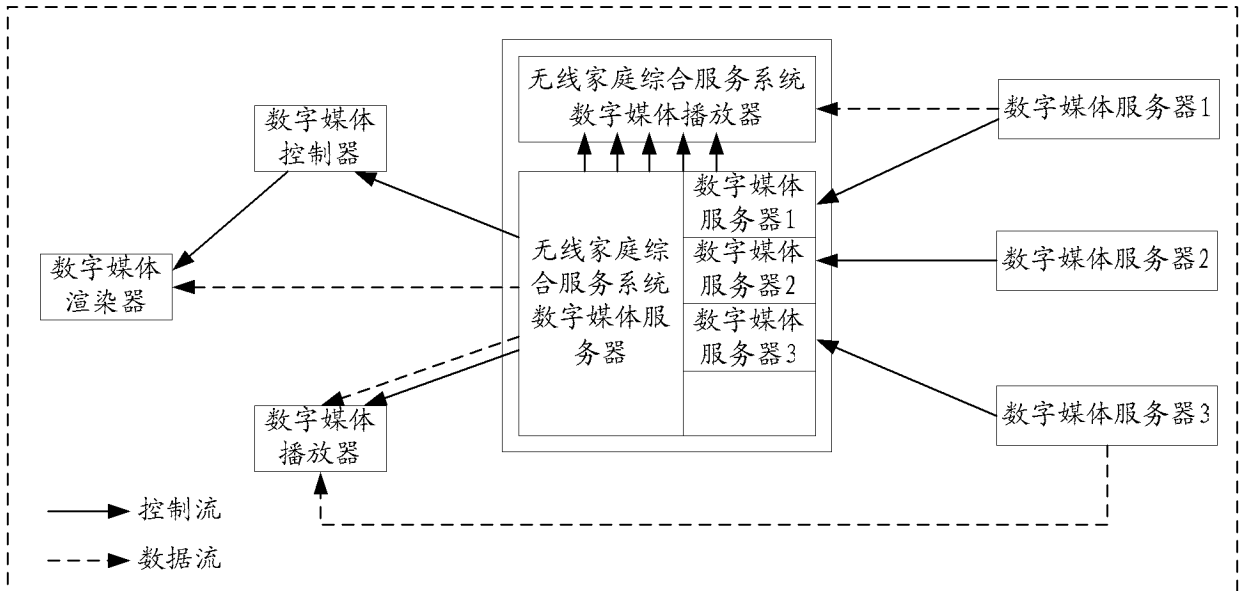 无线家庭综合服务系统
数字媒体播放器
数字媒体服务器1
数字媒体
控制器
数字媒体
服务器1
无线家庭综
合服务系统
数字媒体服
务器
数字媒体
服务器2
数字媒体服务器2
数字媒体
渲染器
数字媒体
服务器3
数字媒体服务器3
数字媒体
播放器
控制流
数据流